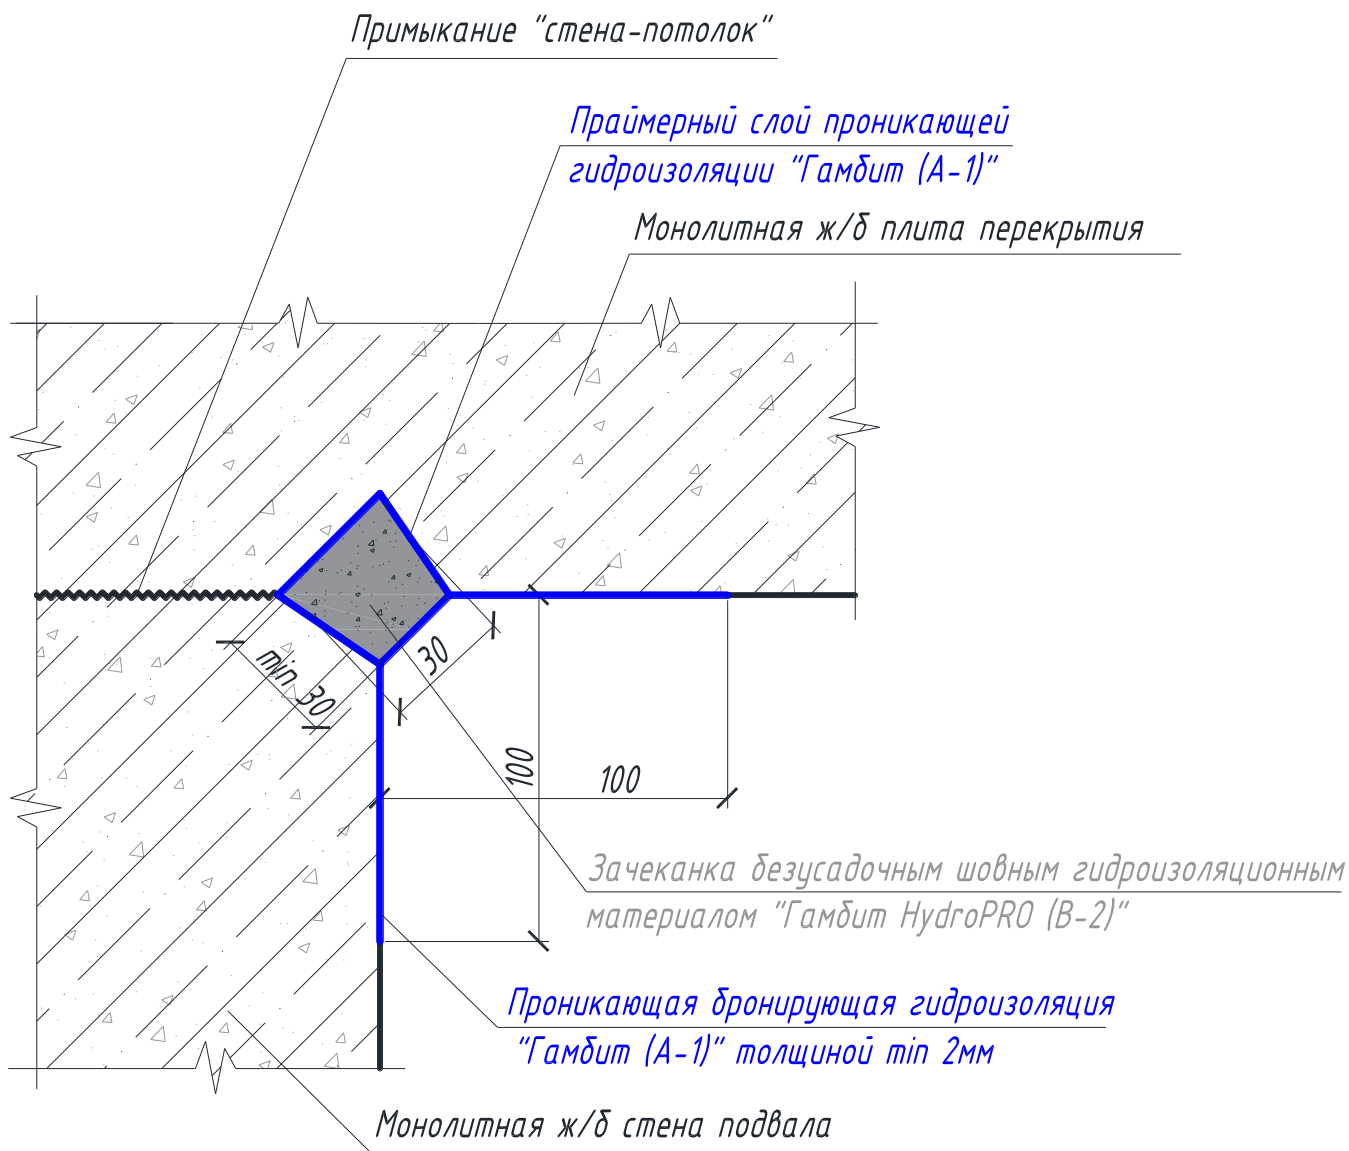 Примыкание "стена-потолок"
Праймерный слой проникающей
гидроизоляции "Гамбит (А-1)"
Монолитная ж/б плита перекрытия
30
min 30
100
100
Зачеканка безусадочным шовным гидроизоляционным
материалом "Гамбит HydroPRO (В-2)"
Проникающая бронирующая гидроизоляция
"Гамбит (А-1)" толщиной min 2мм
Монолитная ж/б стена подвала